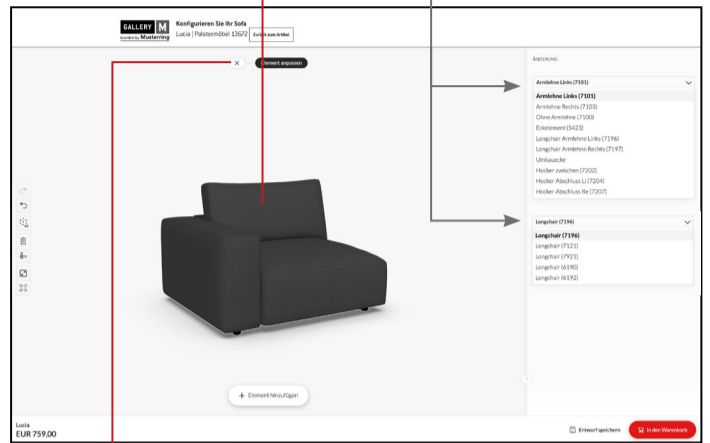 GALLERY M
branded by Musterring
Konfigurieren Sie Ihr Sofa
Lucia | Polstermöbel 13672
Zurück zum Artikel
Element anpassen
ÄNDERUNG
Armlehne Links (7101)
Armlehne Links (7101)
Armlehne Rechts (7103)
Ohne Armlehne (7100)
Eckelement (5423)
Longchair Armlehne Links (7196)
Longchair Armlehne Rechts (7197)
Umbauecke
Hocker zwischen (7202)
Hocker Abschluss Li (7204)
Hocker Abschluss Re (7207)
Longchair (7196)
Longchair (7196)
Longchair (7121)
Longchair (7921)
Longchair (6190)
Longchair (6192)
+ Element hinzufügen
Lucia
EUR 759,00
Entwurf speichern
In den Warenkorb